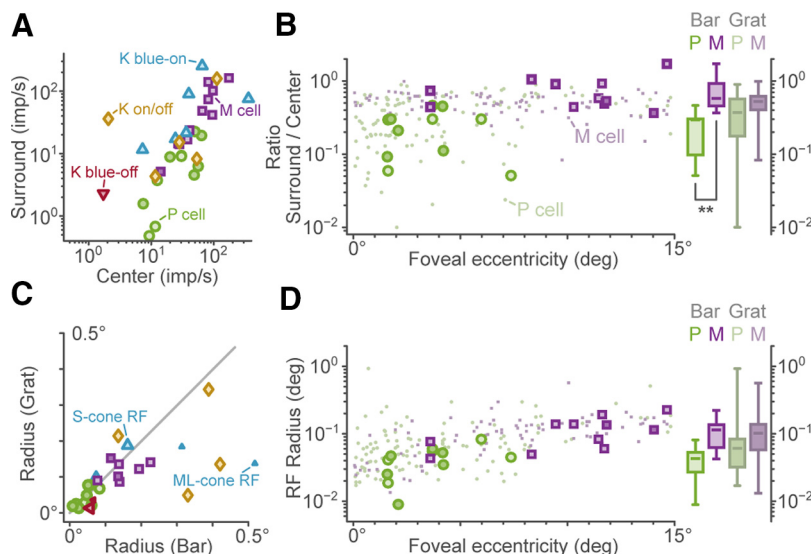 A
Surround (imp/s)
10²
10¹
10⁰
K blue-on
K on/off
M cell
K blue-off
P cell
10⁰ 10¹ 10²
Center (imp/s)
B
Ratio
Surround / Center
10⁰
10⁻¹
10⁻²
M cell
P cell
0° 15°
Foveal eccentricity (deg)
Bar Grat
P M P M
**
10⁰
10⁻¹
10⁻²
C
Radius (Grat)
0.5°
0°
S-cone RF
ML-cone RF
0° 0.5°
Radius (Bar)
D
RF Radius (deg)
10⁰
10⁻¹
10⁻²
0° 15°
Foveal eccentricity (deg)
Bar Grat
P M P M
10⁰
10⁻¹
10⁻²